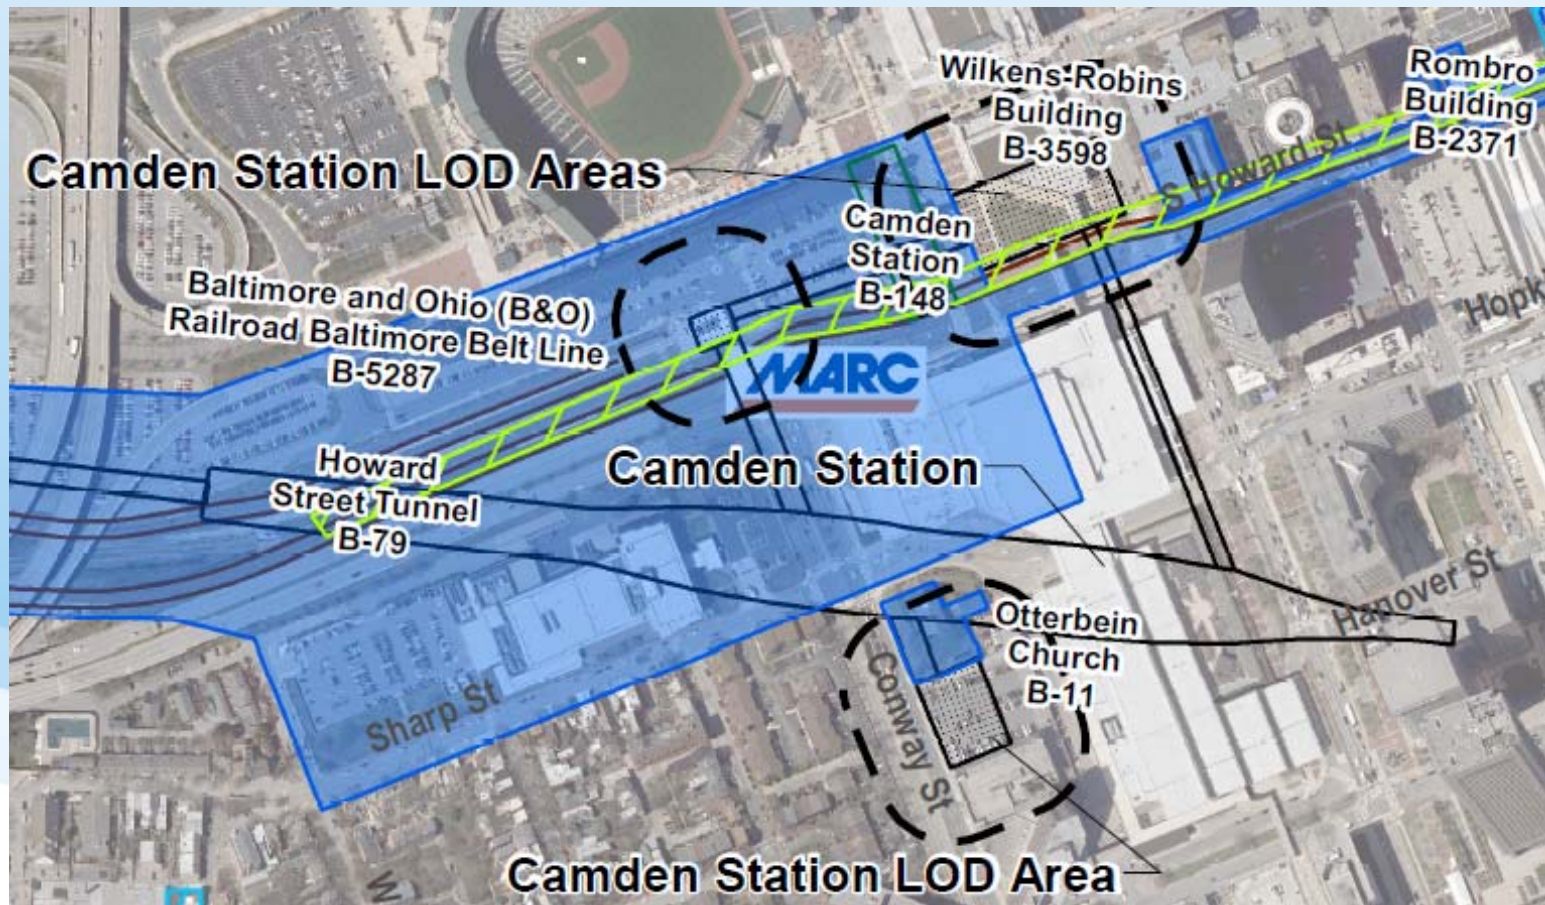 Wilkens-Robins
Building
B-3598
Rombro
Building
B-2371
Camden Station LOD Areas
S Howard St
Camden
Station
B-148
Baltimore and Ohio (B&O)
Railroad Baltimore Belt Line
B-5287
Hopk
MARC
Howard
Street Tunnel
B-79
Camden Station
Hanover St
Otterbein
Church
B-11
Conway St
Sharp St
Camden Station LOD Area
W